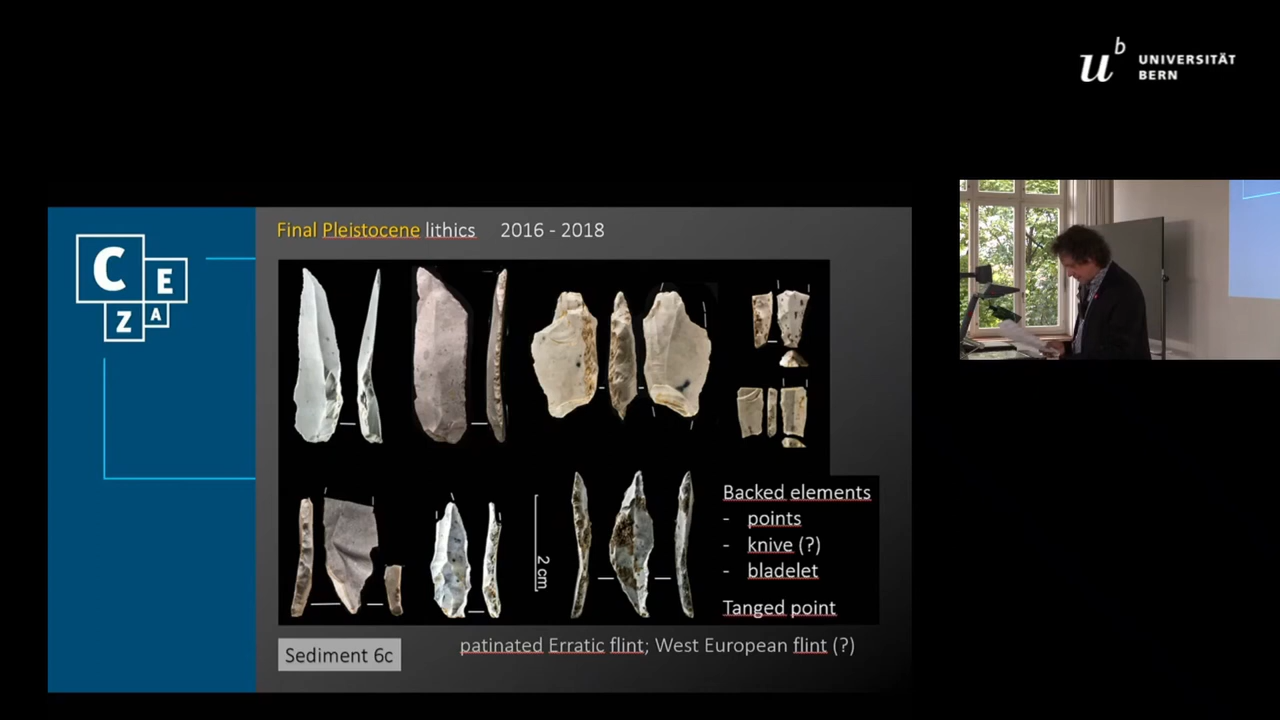 u^b
UNIVERSITÄT
BERN
C E
Z A
Final Pleistocene lithics 2016 - 2018
2 cm
Backed elements
- points
- knive (?)
- bladelet
Tanged point
Sediment 6c
patinated Erratic flint; West European flint (?)